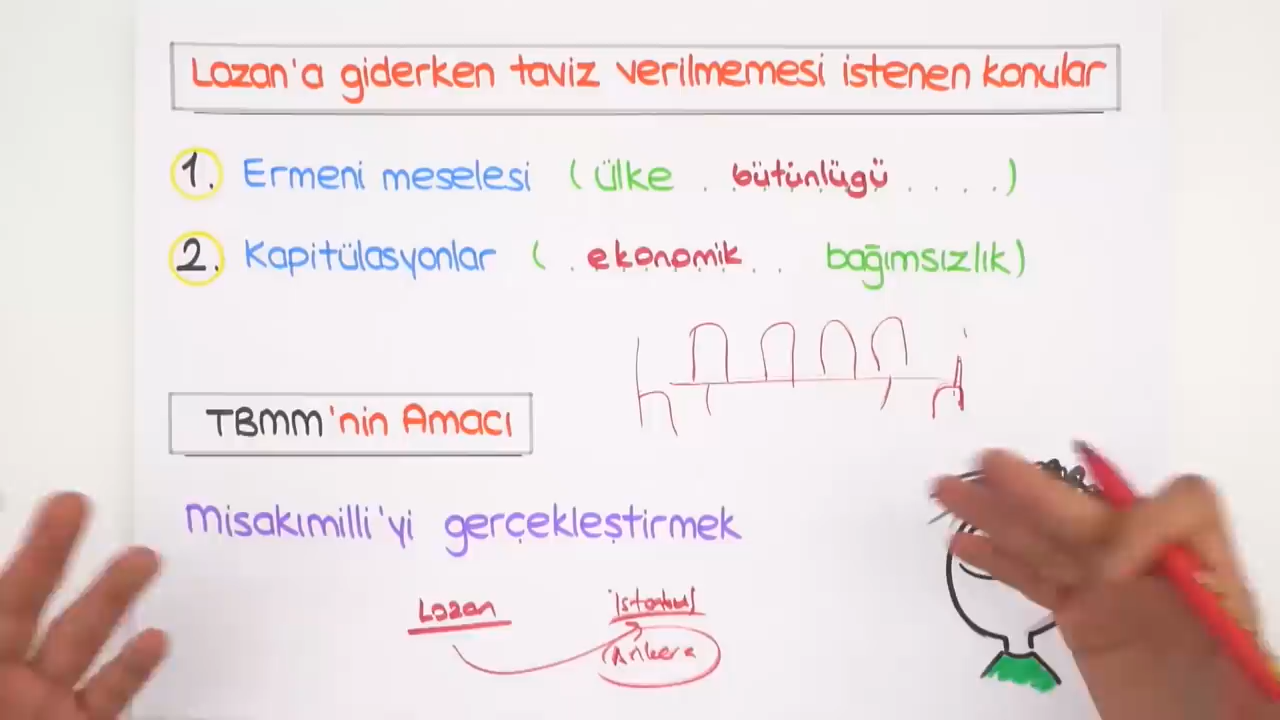 Lozan'a giderken taviz verilmemesi istenen konular
1. Ermeni meselesi (ülke . bütünlüğü . . . .)
2. Kapitülasyonlar ( . ekonomik . . bağımsızlık)
TBMM'nin Amacı
Misakımilli'yi gerçekleştirmek
Lozan İstanbul
Ankara